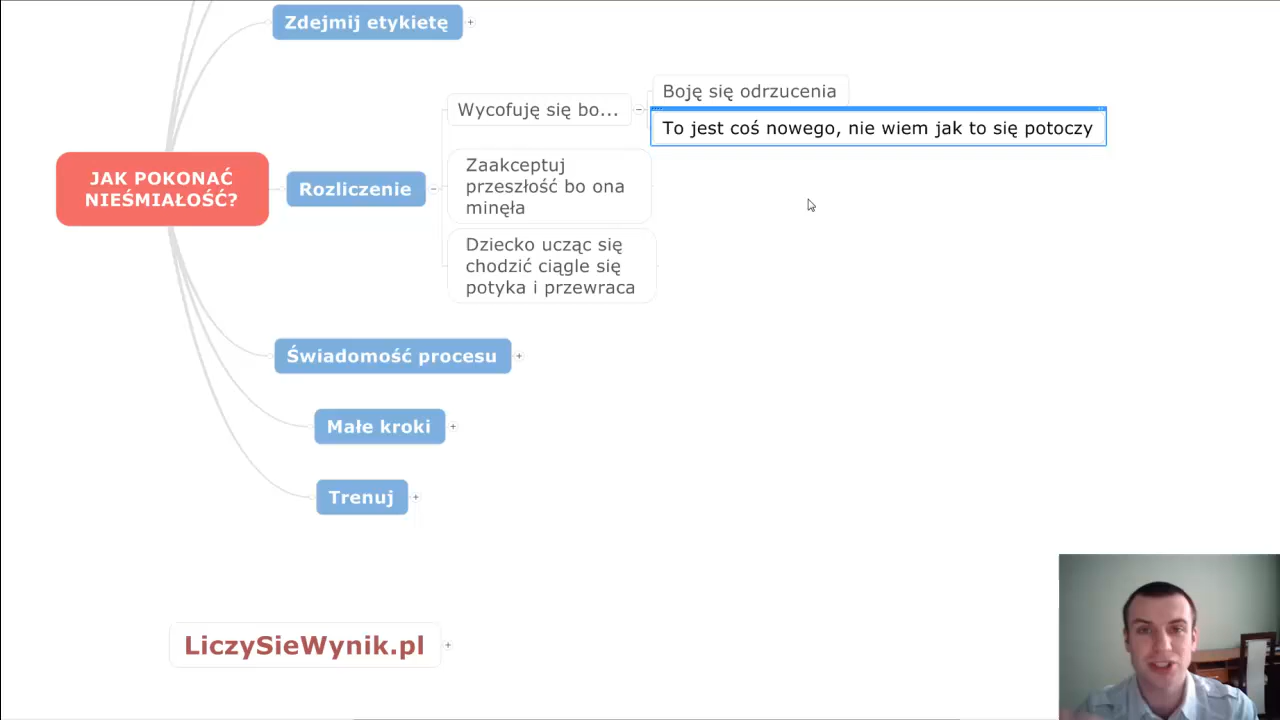 Zdejmij etykietę
JAK POKONAĆ
NIEŚMIAŁOŚĆ?
Rozliczenie
Wycofuję się bo...
Boję się odrzucenia
To jest coś nowego, nie wiem jak to się potoczy
Zaakceptuj
przeszłość bo ona
minęła
Dziecko ucząc się
chodzić ciągle się
potyka i przewraca
Świadomość procesu
Małe kroki
Trenuj
LiczySieWynik.pl